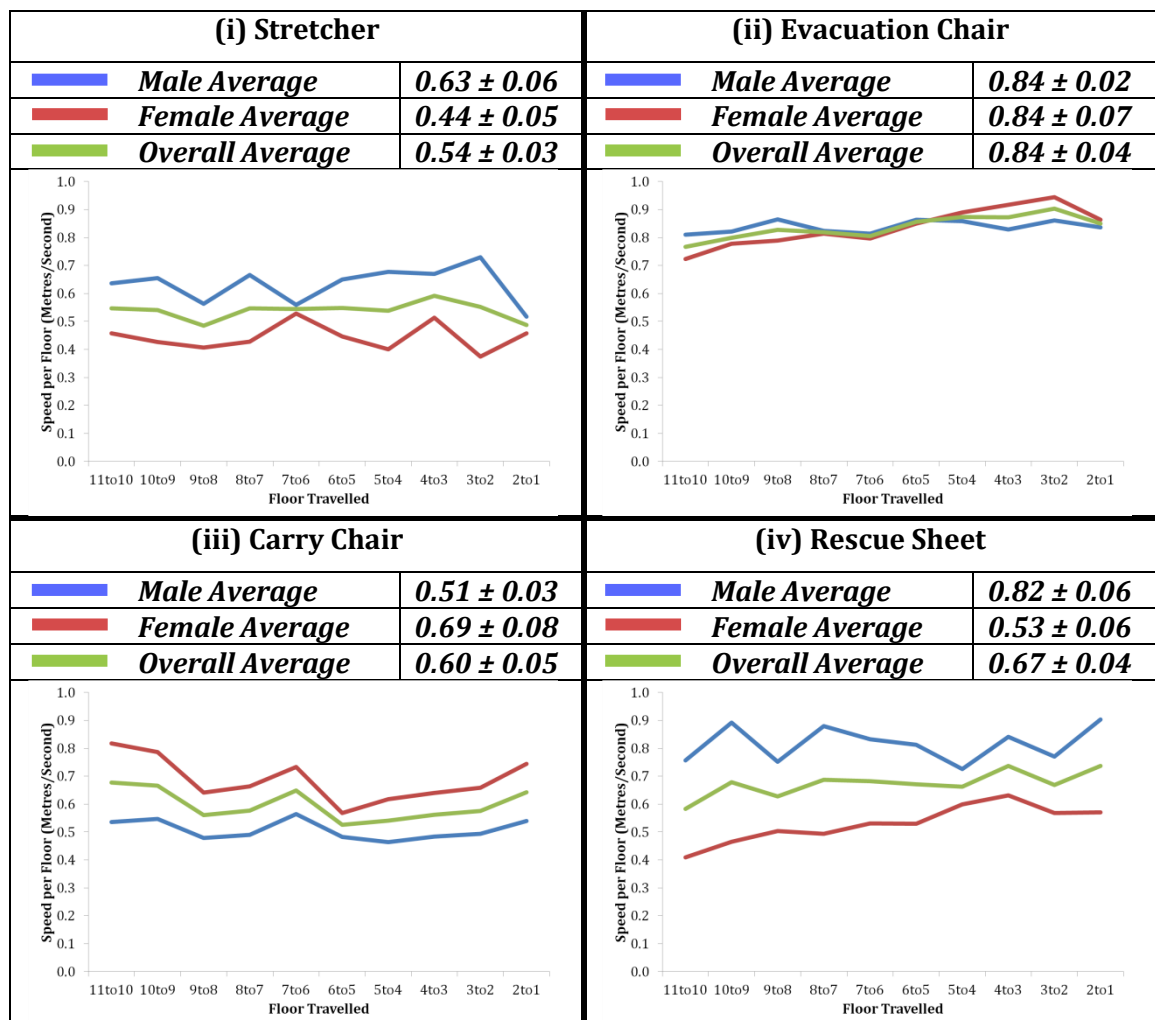 (i) Stretcher
Male Average 0.63 ± 0.06
Female Average 0.44 ± 0.05
Overall Average 0.54 ± 0.03
Speed per Floor (Metres/Second)
1.0
0.9
0.8
0.7
0.6
0.5
0.4
0.3
0.2
0.1
0.0
11to10 10to9 9to8 8to7 7to6 6to5 5to4 4to3 3to2 2to1
Floor Travelled
(ii) Evacuation Chair
Male Average 0.84 ± 0.02
Female Average 0.84 ± 0.07
Overall Average 0.84 ± 0.04
Speed per Floor (Metres/Second)
1.0
0.9
0.8
0.7
0.6
0.5
0.4
0.3
0.2
0.1
0.0
11to10 10to9 9to8 8to7 7to6 6to5 5to4 4to3 3to2 2to1
Floor Travelled
(iii) Carry Chair
Male Average 0.51 ± 0.03
Female Average 0.69 ± 0.08
Overall Average 0.60 ± 0.05
Speed per Floor (Metres/Second)
1.0
0.9
0.8
0.7
0.6
0.5
0.4
0.3
0.2
0.1
0.0
11to10 10to9 9to8 8to7 7to6 6to5 5to4 4to3 3to2 2to1
Floor Travelled
(iv) Rescue Sheet
Male Average 0.82 ± 0.06
Female Average 0.53 ± 0.06
Overall Average 0.67 ± 0.04
Speed per Floor (Metres/Second)
1.0
0.9
0.8
0.7
0.6
0.5
0.4
0.3
0.2
0.1
0.0
11to10 10to9 9to8 8to7 7to6 6to5 5to4 4to3 3to2 2to1
Floor Travelled